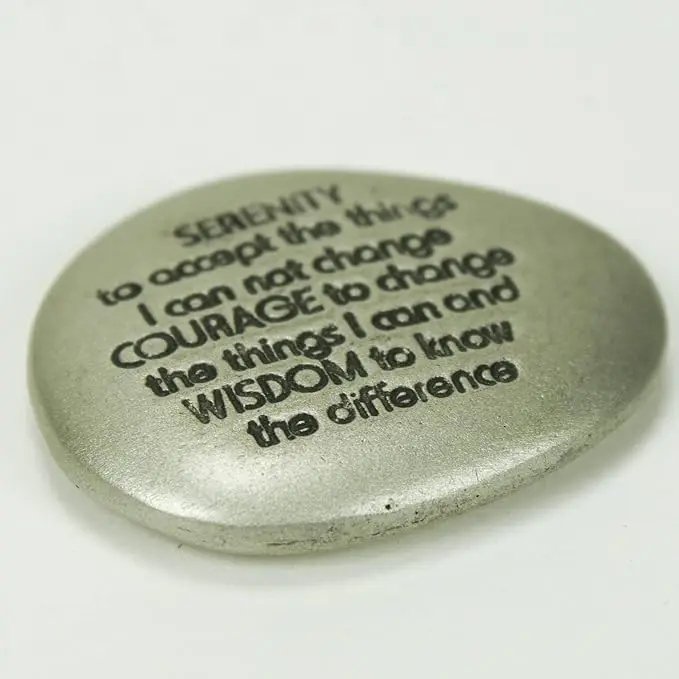 SERENITY
to accept the things
I can not change
COURAGE to change
the things I can and
WISDOM to know
the difference